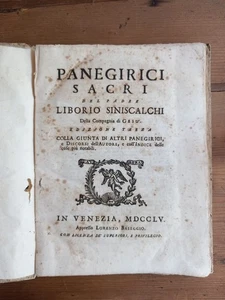 PANEGIRICI
SACRI
DEL PADRE
LIBORIO SINISCALCHI
Della Compagnia di GESU'.
EDIZIONE TERZA
COLLA GIUNTA DI ALTRI PANEGIRICI,
e DISCORSI dell'AUTORE, e coll'INDICE delle
cose più notabili.
IN VENEZIA, MDCCLV.
Appresso LORENZO BASEGGIO.
CON LICENZA DE' SUPERIORI, E PRIVILEGIO.